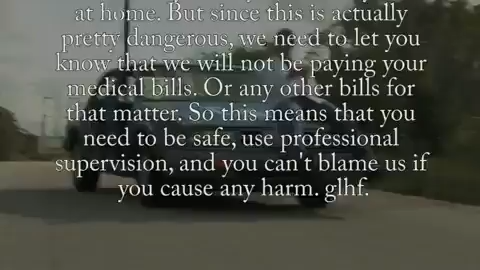 at home. But since this is actually
pretty dangerous, we need to let you
know that we will not be paying your
medical bills. Or any other bills for
that matter. So this means that you
need to be safe, use professional
supervision, and you can't blame us if
you cause any harm. glhf.